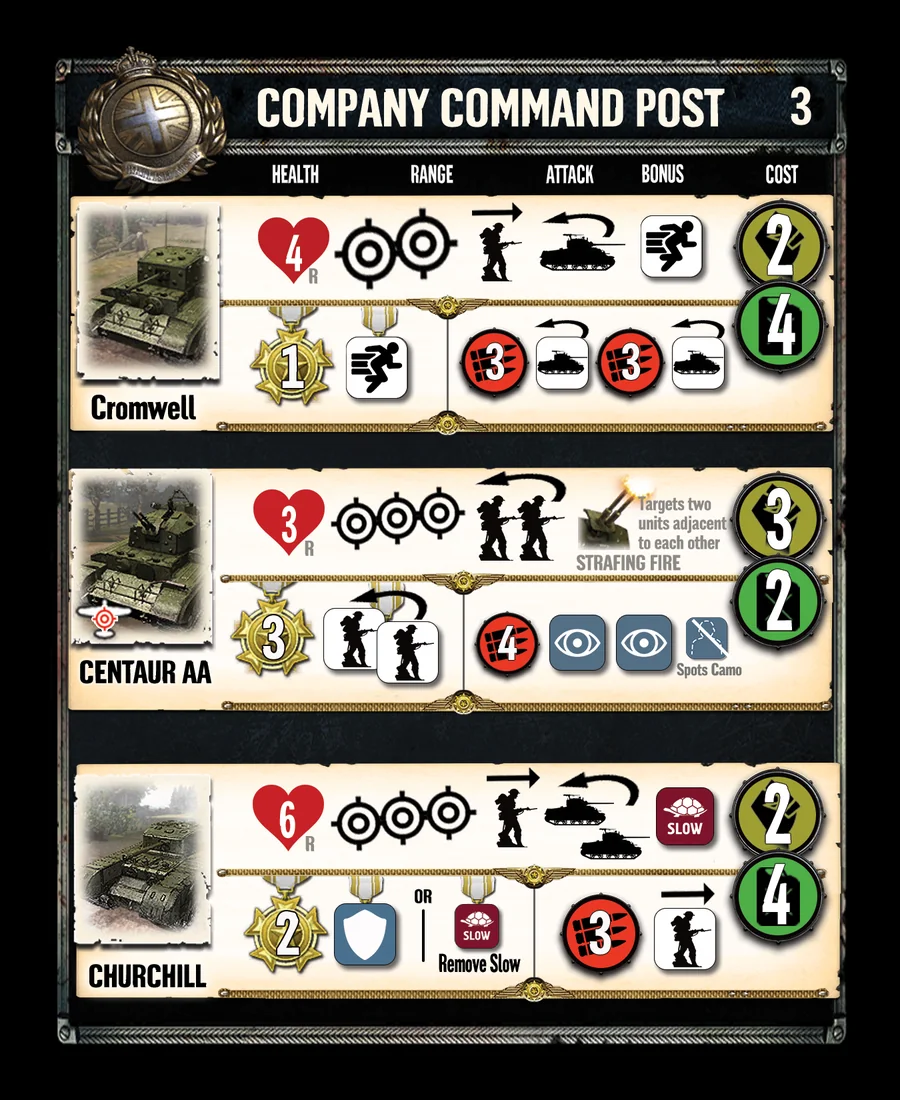 COMPANY COMMAND POST 3
HEALTH RANGE ATTACK BONUS COST
4 R 2
4
1 3 3
Cromwell
3 R Targets two
units adjacent
to each other
STRAFING FIRE
3
2
3 4
Spots Camo
CENTAUR AA
6 R SLOW 2
4
2 OR SLOW 3
Remove Slow
CHURCHILL